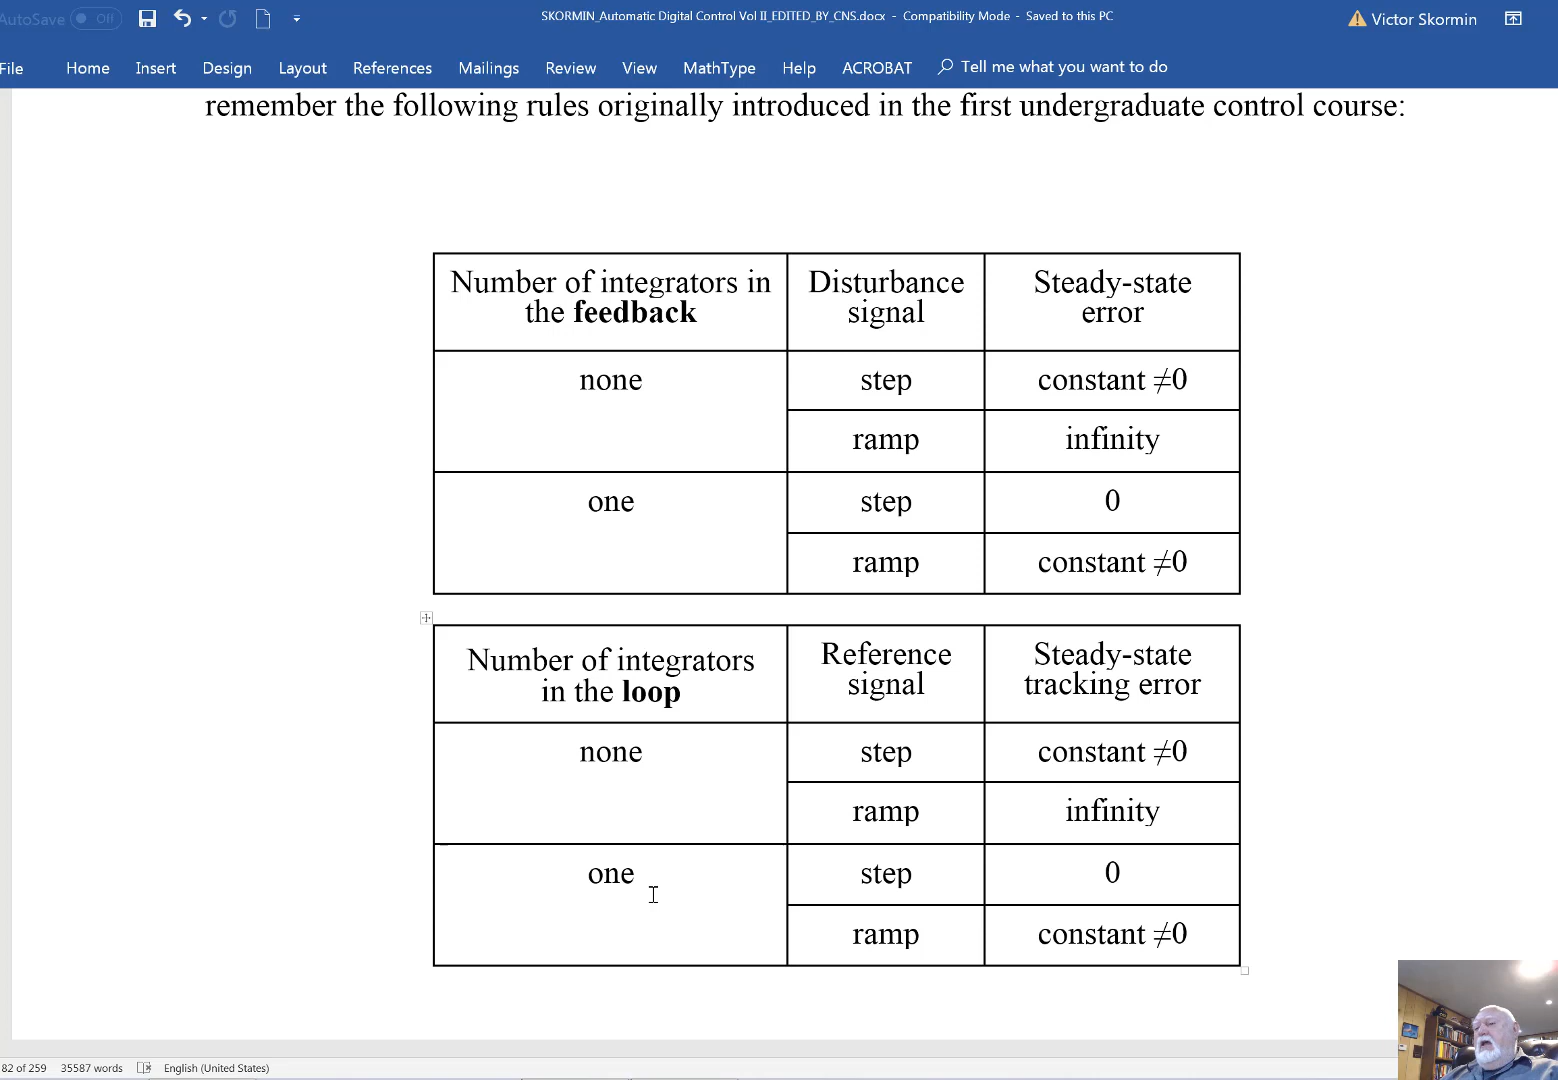 AutoSave Off
SKORMIN_Automatic Digital Control Vol II_EDITED_BY_CNS.docx - Compatibility Mode - Saved to this PC
Victor Skormin
File Home Insert Design Layout References Mailings Review View MathType Help ACROBAT Tell me what you want to do
remember the following rules originally introduced in the first undergraduate control course:
Number of integrators in
the feedback
Disturbance
signal
Steady-state
error
none
step
constant ≠0
ramp
infinity
one
step
0
ramp
constant ≠0
Number of integrators
in the loop
Reference
signal
Steady-state
tracking error
none
step
constant ≠0
ramp
infinity
one
step
0
ramp
constant ≠0
82 of 259 35587 words English (United States)